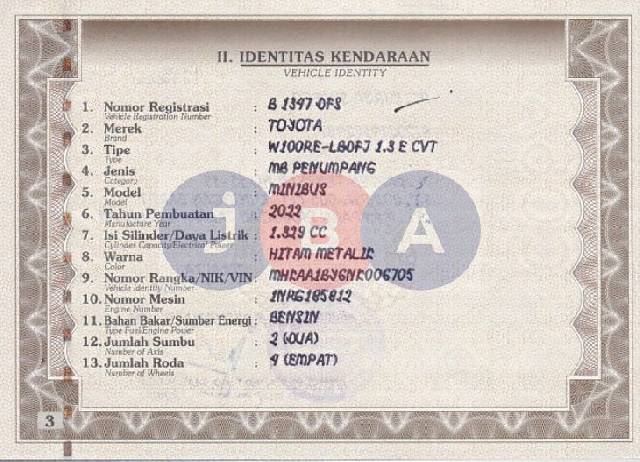 II. IDENTITAS KENDARAAN
VEHICLE IDENTITY
1. Nomor Registrasi : B 1397 OFS
Vehicle Registration Number
2. Merek : TOYOTA
Brand
3. Tipe : W100RE-LBOFJ 1.3 E CVT
Type
4. Jenis : MB PENUMPANG
Category
5. Model : MINIBUS
Model
6. Tahun Pembuatan : 2022
Manufacture Year
7. Isi Silinder/Daya Listrik : 1.329 CC
Cylinder Capacity/Electrical Power
8. Warna : HITAM METALIK
Color
9. Nomor Rangka/NIK/VIN :
Vehicle Identity Number
10. Nomor Mesin :
Engine Number
11. Bahan Bakar/Sumber Energi : BENSIN
Type Fuel/Engine Power
12. Jumlah Sumbu : 2 (DUA)
Number of Axis
13. Jumlah Roda : 4 (EMPAT)
Number of Wheels
jBA
3